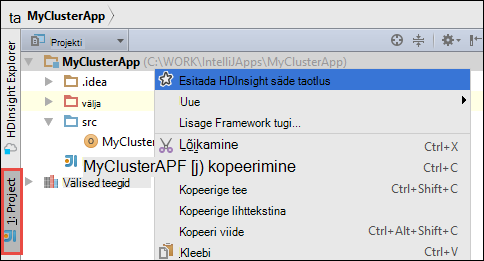 ta MyClusterApp
Projekti
MyClusterApp (C:\WORK\IntelliJApps\MyClusterApp)
.idea
välja
src
MyCluster
MyClusterAPF [j) kopeerimine
Välised teegid
HDInsight Explorer
1: Project
Esitada HDInsight säde taotlus
Uue
Lisage Framework tugi...
Lõikamine Ctrl+X
Ctrl+C
Kopeerige tee Ctrl+Shift+C
Kopeerige lihttekstina
Kopeeri viide Ctrl+Alt+Shift+C
Kleebi Ctrl+V